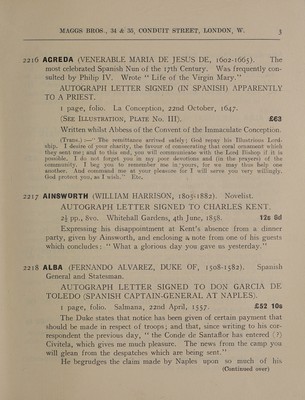 MAGGS BROS., 34 & 35, CONDUIT STREET, LONDON, W. 3
2216 AGREDA (VENERABLE MARIA DE JESUS DE, 1602-1665). The
most celebrated Spanish Nun of the 17th Century. Was frequently con-
sulted by Philip IV. Wrote “ Life of the Virgin Mary.”
AUTOGRAPH LETTER SIGNED (IN SPANISH) APPARENTLY
TO A PRIEST.
1 page, folio. La Conception, 22nd October, 1647.
(SEE ILLUSTRATION, PLATE NO. III). £63
Written whilst Abbess of the Convent of the Immaculate Conception.
(Trans.) :—“ The remittance arrived safely; God repay his Illustrious Lord-
ship. I desire of your charity, the favour of consecrating that coral ornament which
they sent me; and to this end, you will communicate with the Lord Bishop if it is
possible. I do not forget you in my poor devotions and (in the prayers) of the
community. I beg you to remember me in yours, for we may thus help one
another. And command me at your pleasure for I will serve you very willingly.
God protect you, as I wish.” Etc.
2217 AINSWORTH (WILLIAM HARRISON, 1805-1882). Novelist.
AUTOGRAPH LETTER SIGNED TO CHARLES KENT.
2½ pp., 8vo. Whitehall Gardens, 4th June, 1858. 12s 6d
Expressing his disappointment at Kent’s absence from a dinner
party, given by Ainsworth, and enclosing a note from one of his guests
which concludes : “ What a glorious day you gave us yesterday.”
2218 ALBA (FERNANDO ALVAREZ, DUKE OF, 1508-1582). Spanish
General and Statesman.
AUTOGRAPH LETTER SIGNED TO DON GARCIA DE
TOLEDO (SPANISH CAPTAIN-GENERAL AT NAPLES).
1 page, folio. Salmana, 22nd April, 1557. £52 10s
The Duke states that notice has been given of certain payment that
should be made in respect of troops; and that, since writing to his cor-
respondent the previous day, “ the Conde de Santaflor has entered (?)
Civitela, which gives me much pleasure. The news from the camp you
will glean from the despatches which are being sent.”
He begrudges the claim made by Naples upon so much of his
(Continued over)